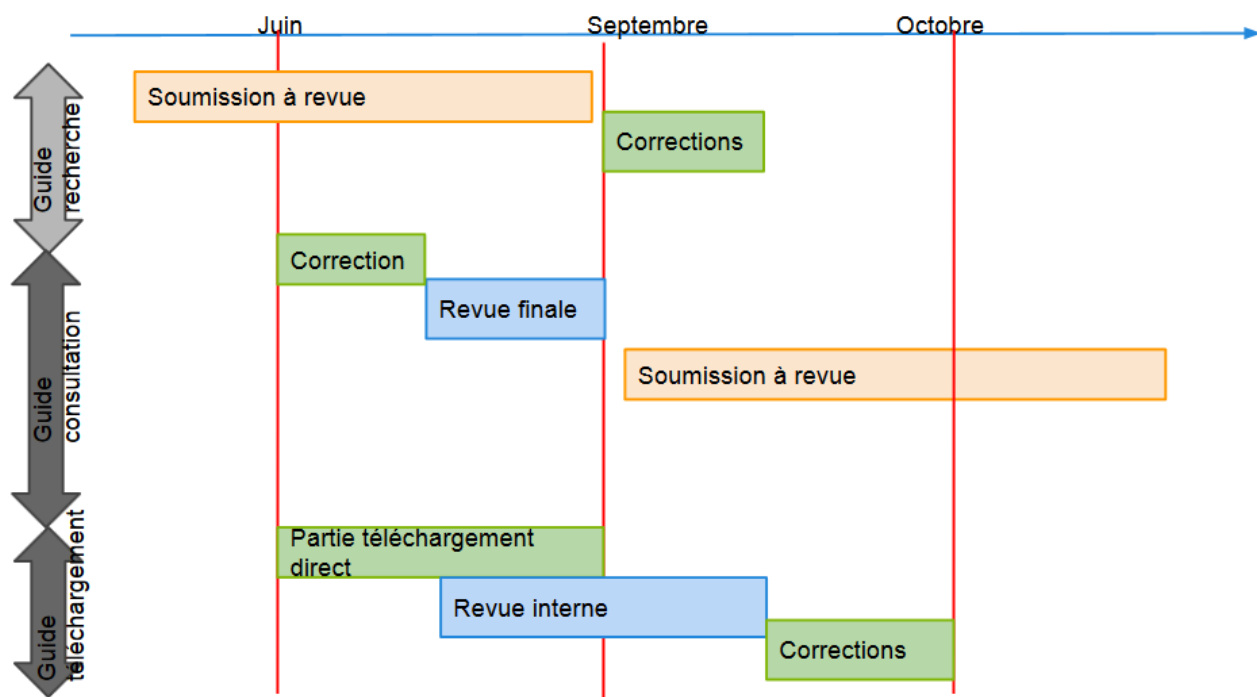 Juin
Septembre
Octobre
Guide
recherche
Soumission à revue
Corrections
Guide
consultation
Correction
Revue finale
Soumission à revue
Guide
téléchargement
Partie téléchargement
direct
Revue interne
Corrections